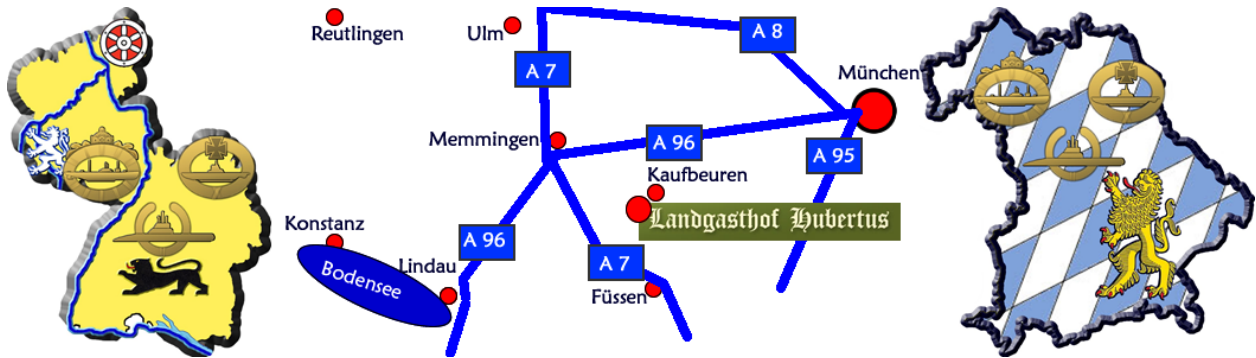 Reutlingen
Ulm
A 8
A 7
München
Memmingen
A 96
A 95
Kaufbeuren
Landgasthof Hubertus
Konstanz
Lindau
A 96
Bodensee
A 7
Füssen